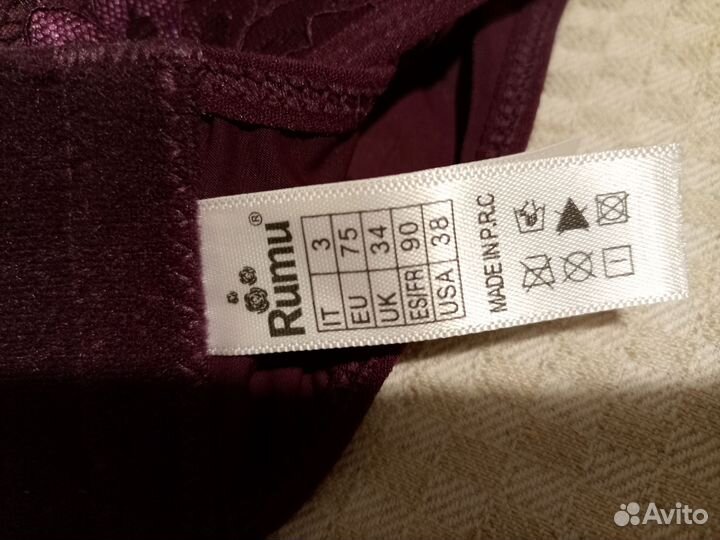 Rumu®
IT 3
EU 75
UK 34
ES/FR 90
USA 38
MADE IN P.R.C
Avito